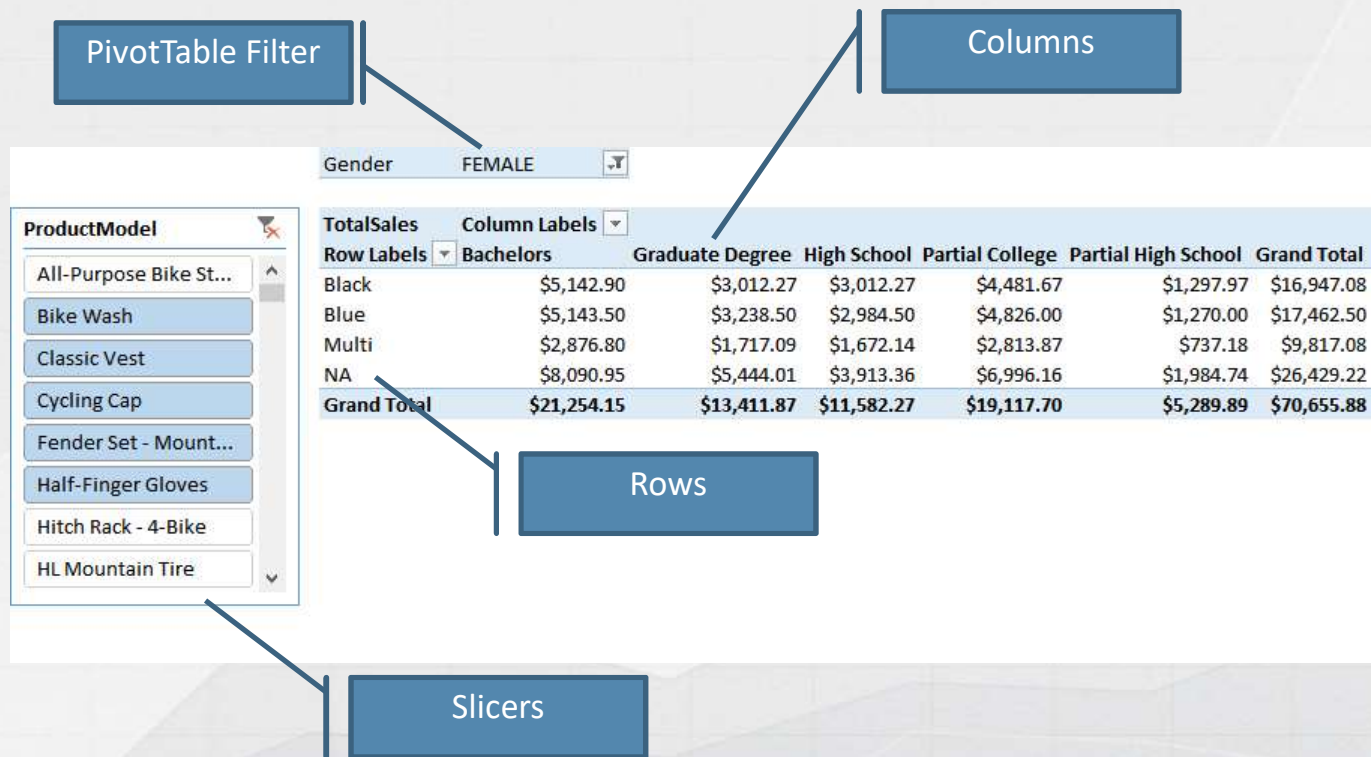 PivotTable Filter
Columns
Gender FEMALE
ProductModel
All-Purpose Bike St...
Bike Wash
Classic Vest
Cycling Cap
Fender Set - Mount...
Half-Finger Gloves
Hitch Rack - 4-Bike
HL Mountain Tire
TotalSales Column Labels
Row Labels Bachelors Graduate Degree High School Partial College Partial High School Grand Total
Black $5,142.90 $3,012.27 $3,012.27 $4,481.67 $1,297.97 $16,947.08
Blue $5,143.50 $3,238.50 $2,984.50 $4,826.00 $1,270.00 $17,462.50
Multi $2,876.80 $1,717.09 $1,672.14 $2,813.87 $737.18 $9,817.08
NA $8,090.95 $5,444.01 $3,913.36 $6,996.16 $1,984.74 $26,429.22
Grand Total $21,254.15 $13,411.87 $11,582.27 $19,117.70 $5,289.89 $70,655.88
Rows
Slicers